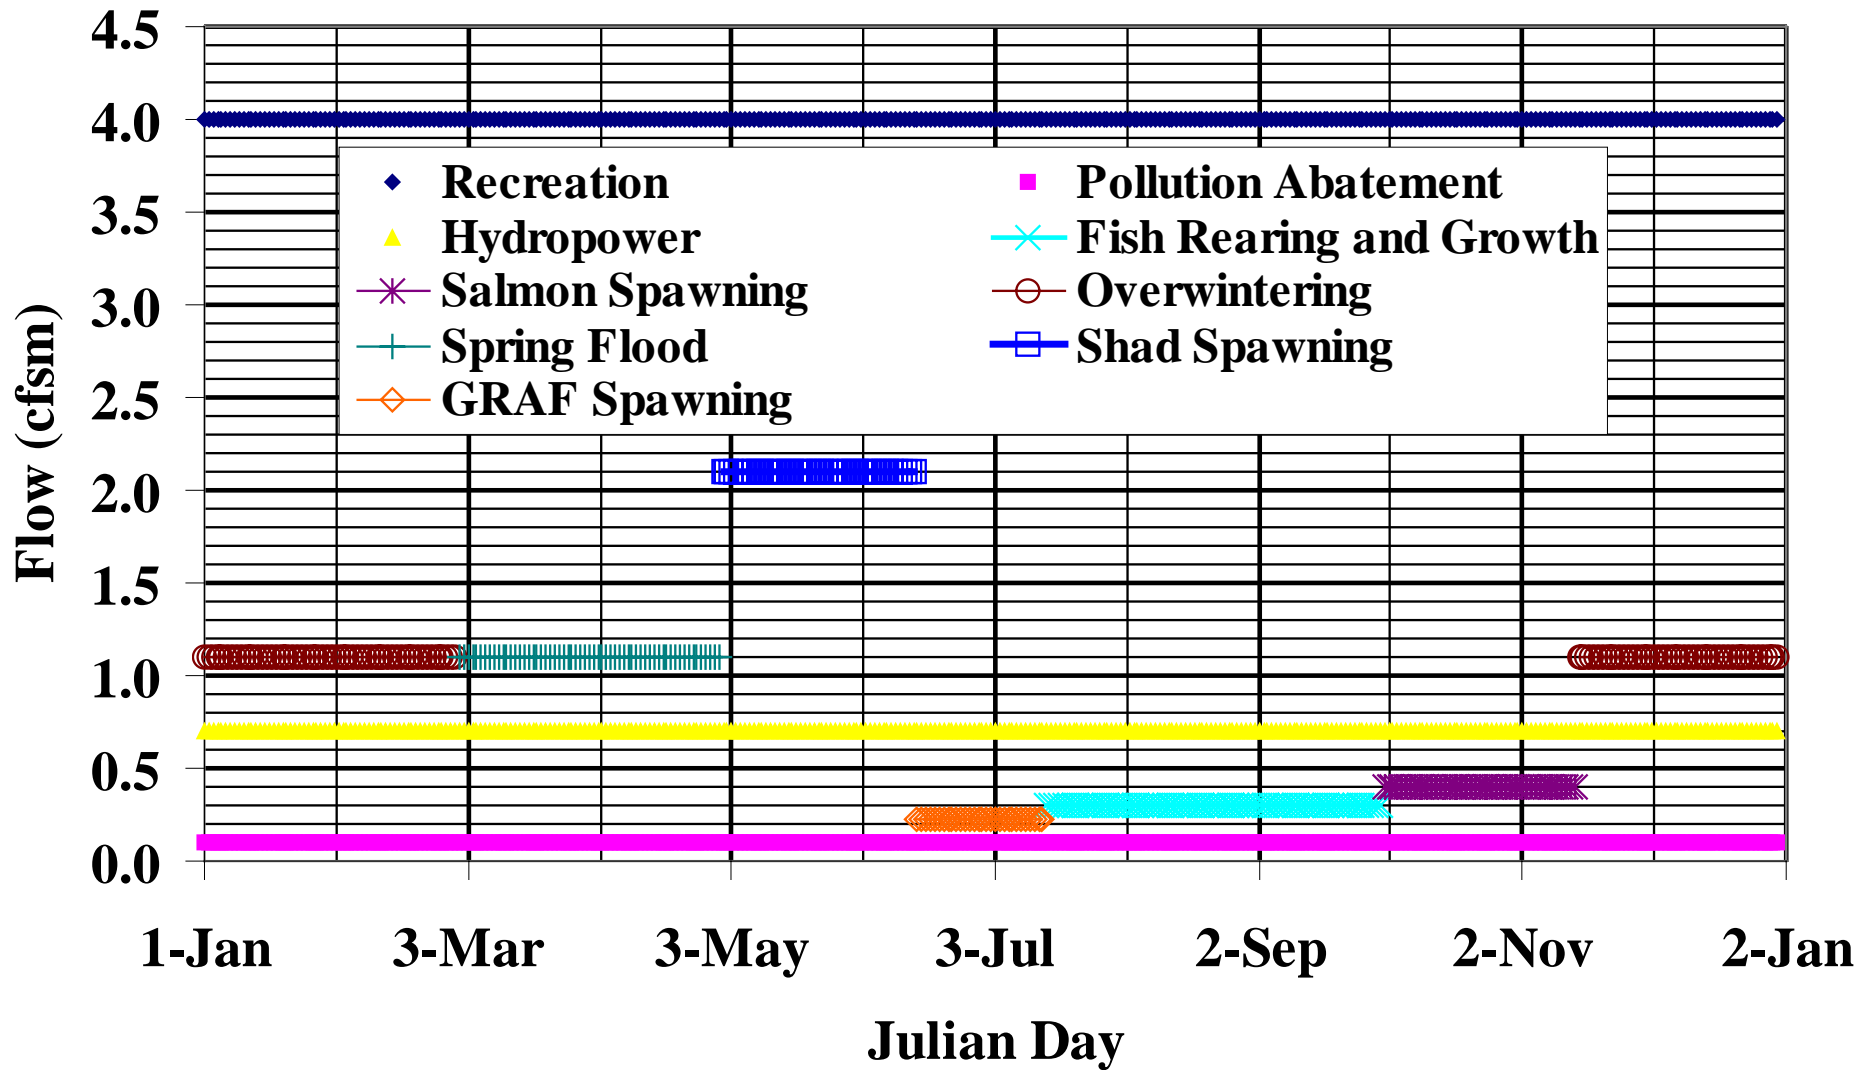 4.5
4.0
3.5
3.0
2.5
2.0
1.5
1.0
0.5
0.0
Flow (cfsm)
Recreation
Pollution Abatement
Hydropower
Fish Rearing and Growth
Salmon Spawning
Overwintering
Spring Flood
Shad Spawning
GRAF Spawning
1-Jan
3-Mar
3-May
3-Jul
2-Sep
2-Nov
2-Jan
Julian Day